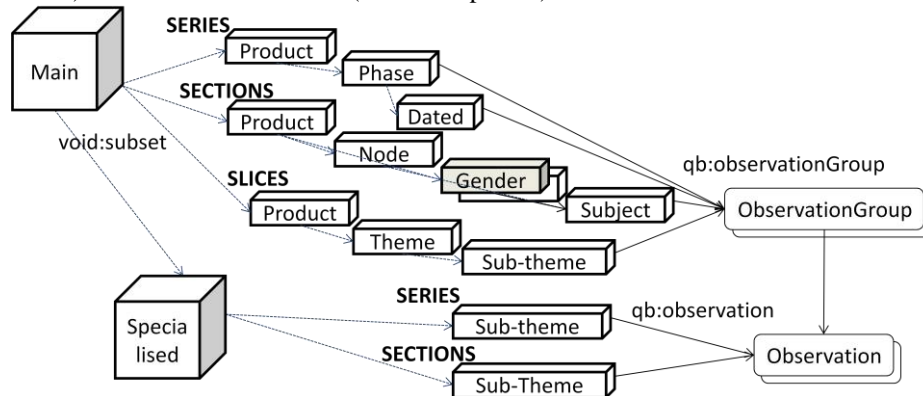 SERIES
Product
Main
Phase
SECTIONS
Product
Dated
void:subset
Node
qb:observationGroup
Gender
SLICES
Product
Subject
ObservationGroup
Theme
Sub-theme
SERIES
qb:observation
Specia
lised
Sub-theme
SECTIONS
Observation
Sub-Theme